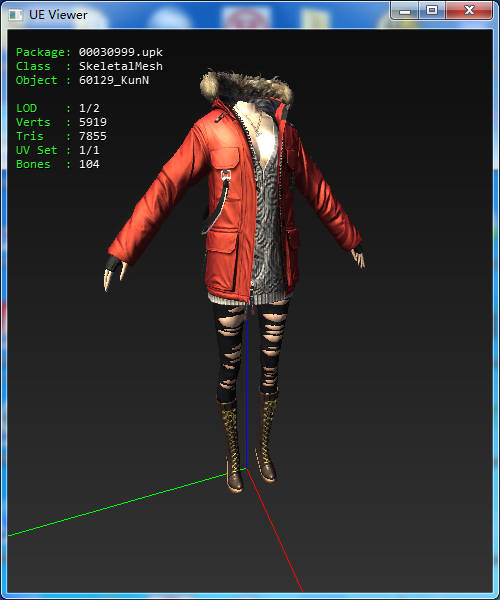 UE Viewer
Package: 00030999.upk
Class : SkeletalMesh
Object : 60129_KunN
LOD : 1/2
Verts : 5919
Tris : 7855
UV Set : 1/1
Bones : 104